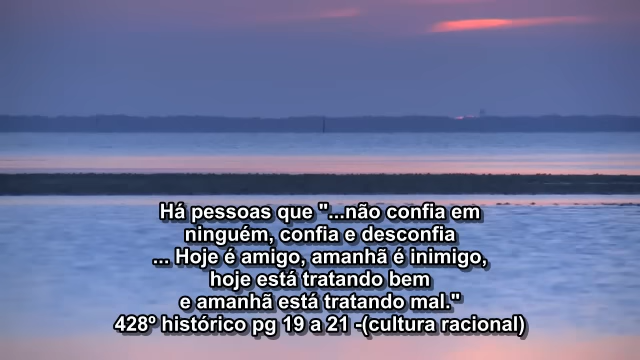 Há pessoas que "...não confia em
ninguém, confia e desconfia
... Hoje é amigo, amanhã é inimigo,
hoje está tratando bem
e amanhã está tratando mal."
428º histórico pg 19 a 21 -(cultura racional)